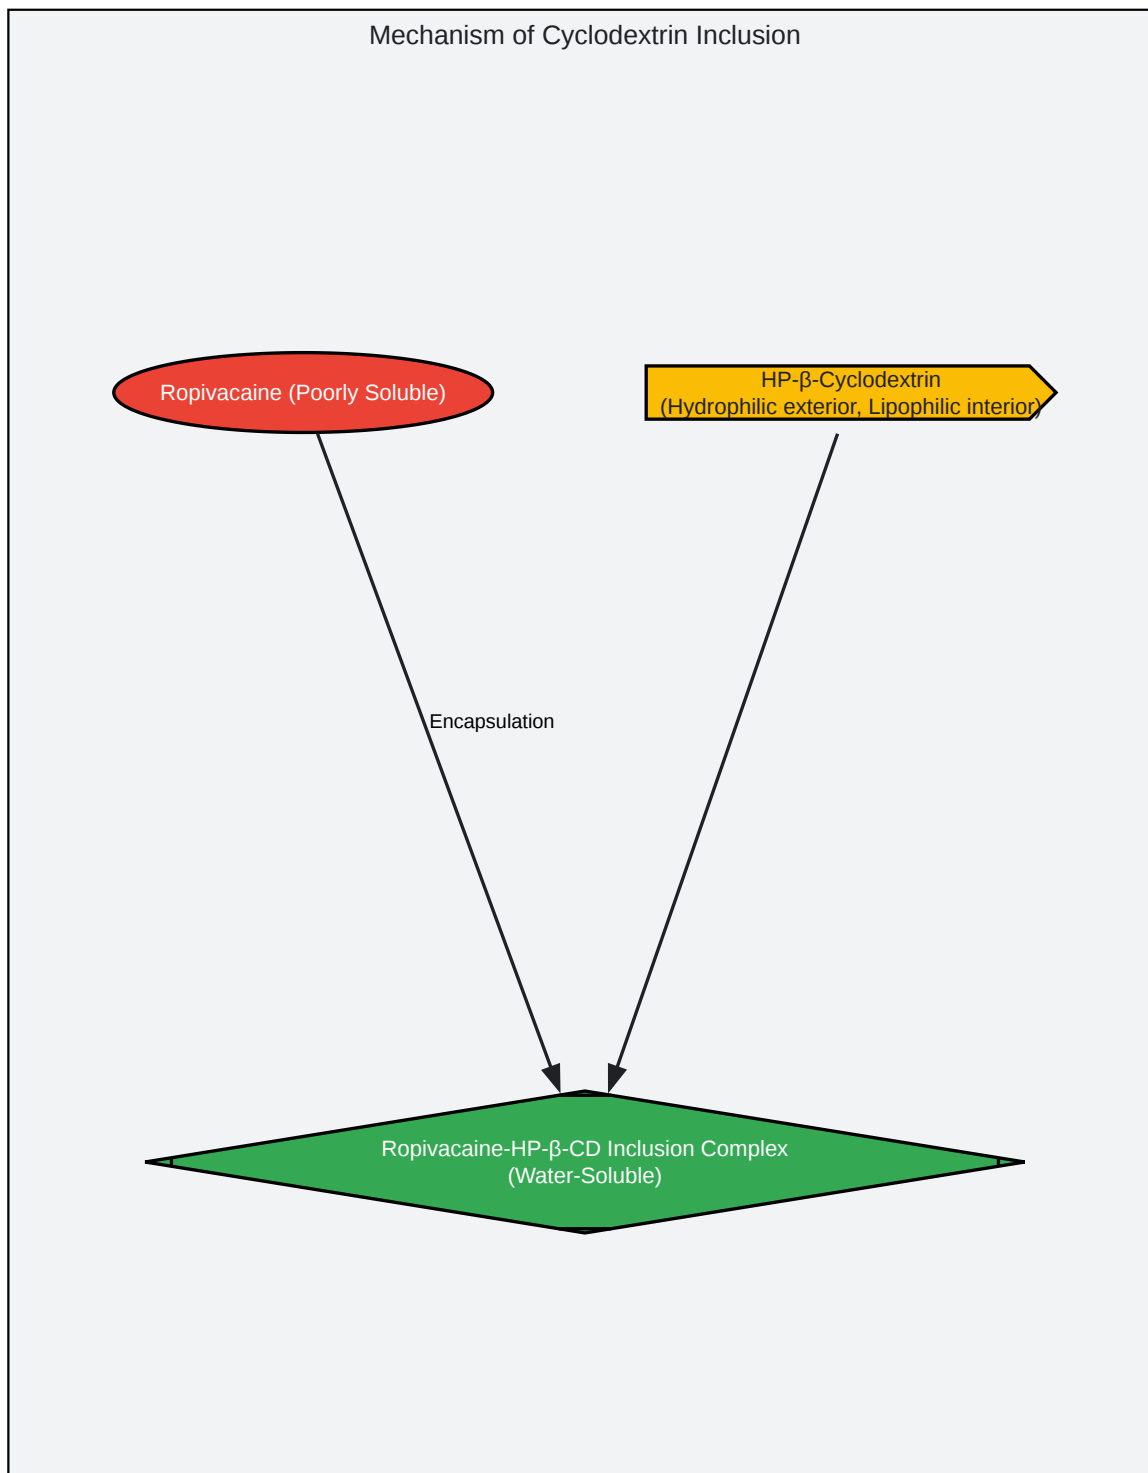 Mechanism of Cyclodextrin Inclusion
Ropivacaine (Poorly Soluble)
HP-β-Cyclodextrin
(Hydrophilic exterior, Lipophilic interior)
Encapsulation
Ropivacaine-HP-β-CD Inclusion Complex
(Water-Soluble)